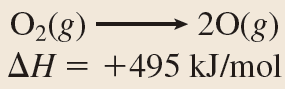 O₂(g) ⟶ 2O(g)
ΔH = +495 kJ/mol